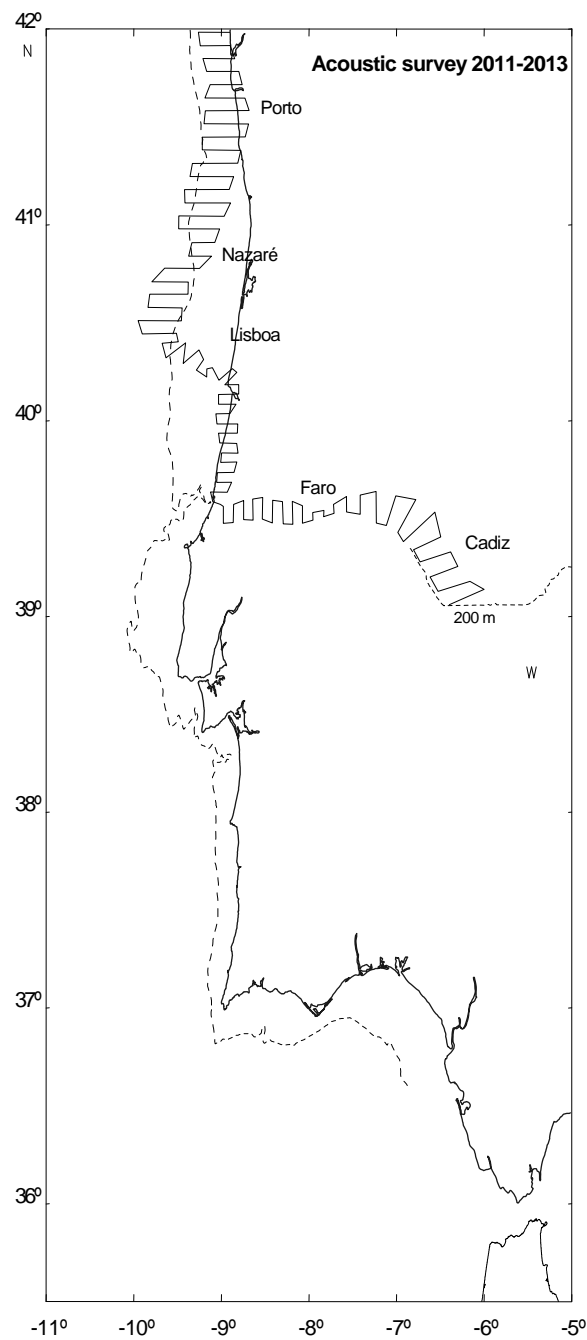 42º
N
Acoustic survey 2011-2013
Porto
41º
Nazaré
Lisboa
40º
Faro
Cadiz
39º
200 m
W
38º
37º
36º
-11º -10º -9º -8º -7º -6º -5º